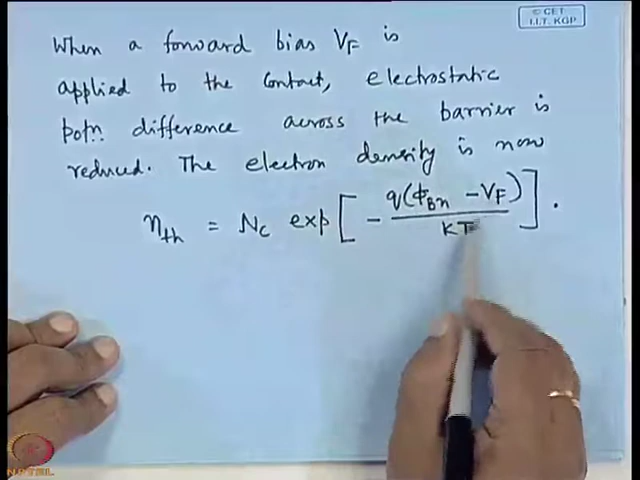 © CET
I.I.T. KGP
When a forward bias V_F is
applied to the contact, electrostatic
potn. difference across the barrier is
reduced. The electron density is now
n_th = N_c exp[ - q(ϕ_Bn - V_F) / KT ] .
NPTEL